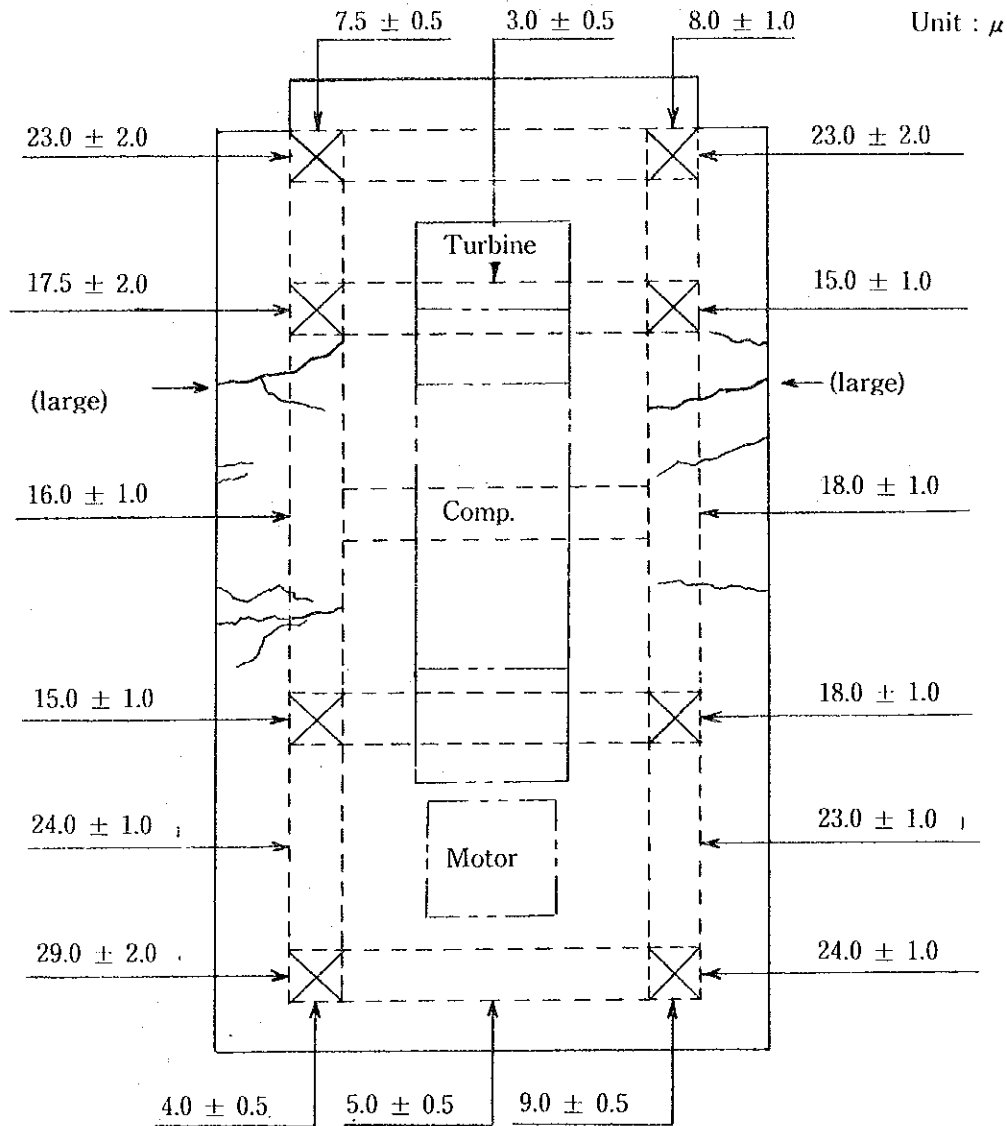 7.5 ± 0.5 3.0 ± 0.5 8.0 ± 1.0 Unit : μ
23.0 ± 2.0 23.0 ± 2.0
Turbine
17.5 ± 2.0 15.0 ± 1.0
(large) (large)
16.0 ± 1.0 Comp. 18.0 ± 1.0
15.0 ± 1.0 18.0 ± 1.0
24.0 ± 1.0 23.0 ± 1.0
Motor
29.0 ± 2.0 24.0 ± 1.0
4.0 ± 0.5 5.0 ± 0.5 9.0 ± 0.5